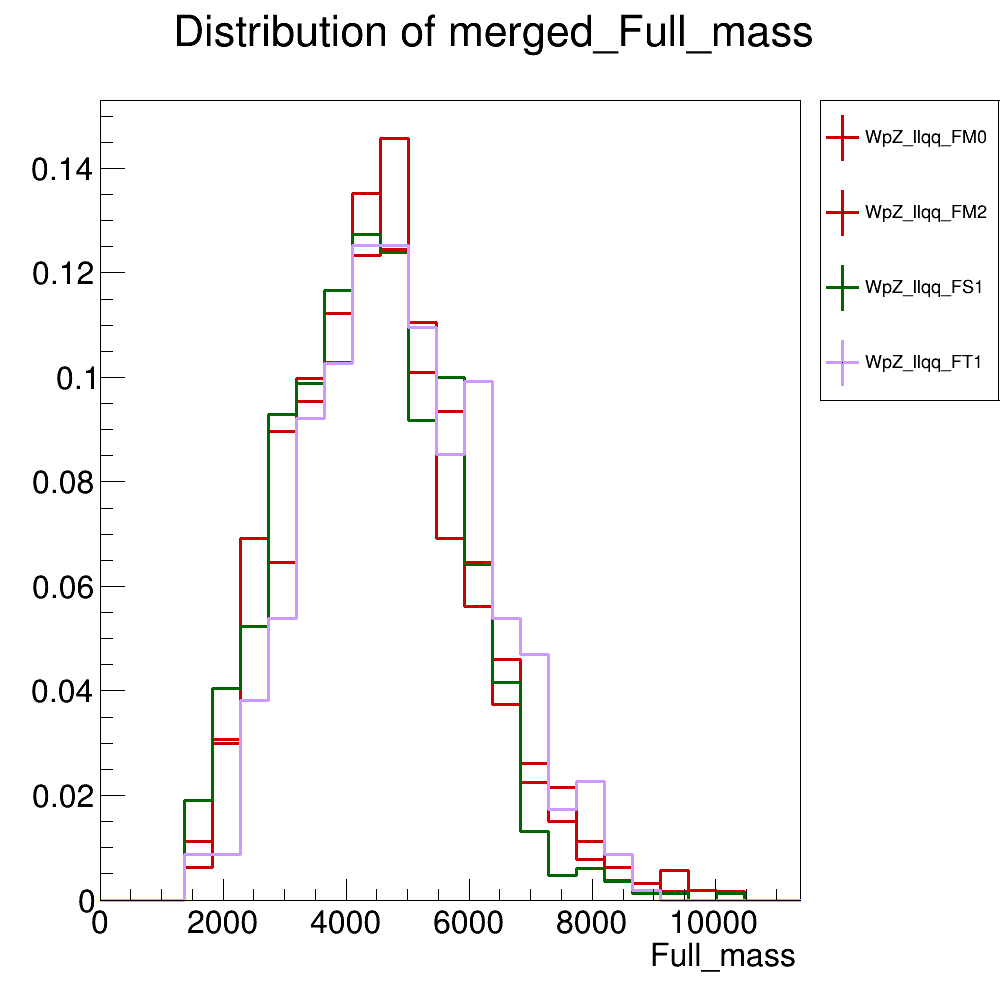 Distribution of merged_Full_mass
0.14
0.12
0.1
0.08
0.06
0.04
0.02
0
0 2000 4000 6000 8000 10000
Full_mass
WpZ_llqq_FM0
WpZ_llqq_FM2
WpZ_llqq_FS1
WpZ_llqq_FT1